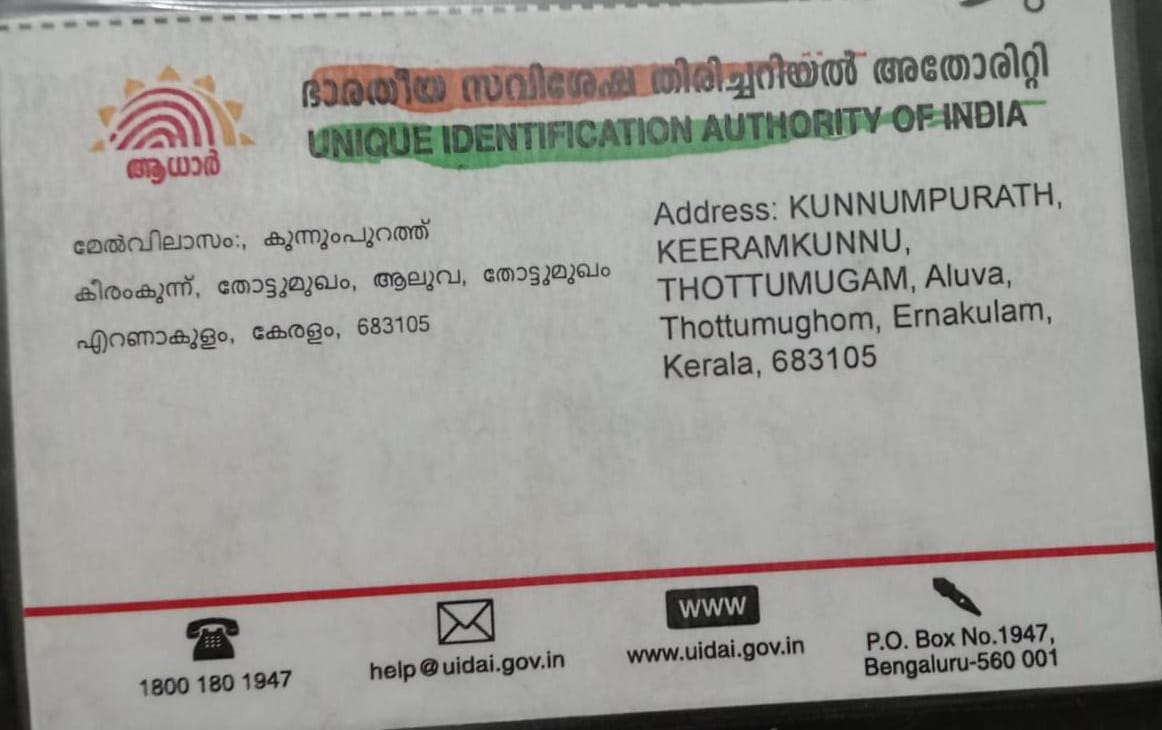 ഭാരതീയ സവിശേഷ തിരിച്ചറിയൽ അതോരിറ്റി
UNIQUE IDENTIFICATION AUTHORITY OF INDIA
ആധാർ
മേൽവിലാസം:, കുന്നുംപുറത്ത്
കീരംകുന്ന്, തോട്ടുമുഖം, ആലുവ, തോട്ടുമുഖം
എറണാകുളം, കേരളം, 683105
Address: KUNNUMPURATH,
KEERAMKUNNU,
THOTTUMUGAM, Aluva,
Thottumughom, Ernakulam,
Kerala, 683105
1800 180 1947
help@uidai.gov.in
www
www.uidai.gov.in
P.O. Box No.1947,
Bengaluru-560 001